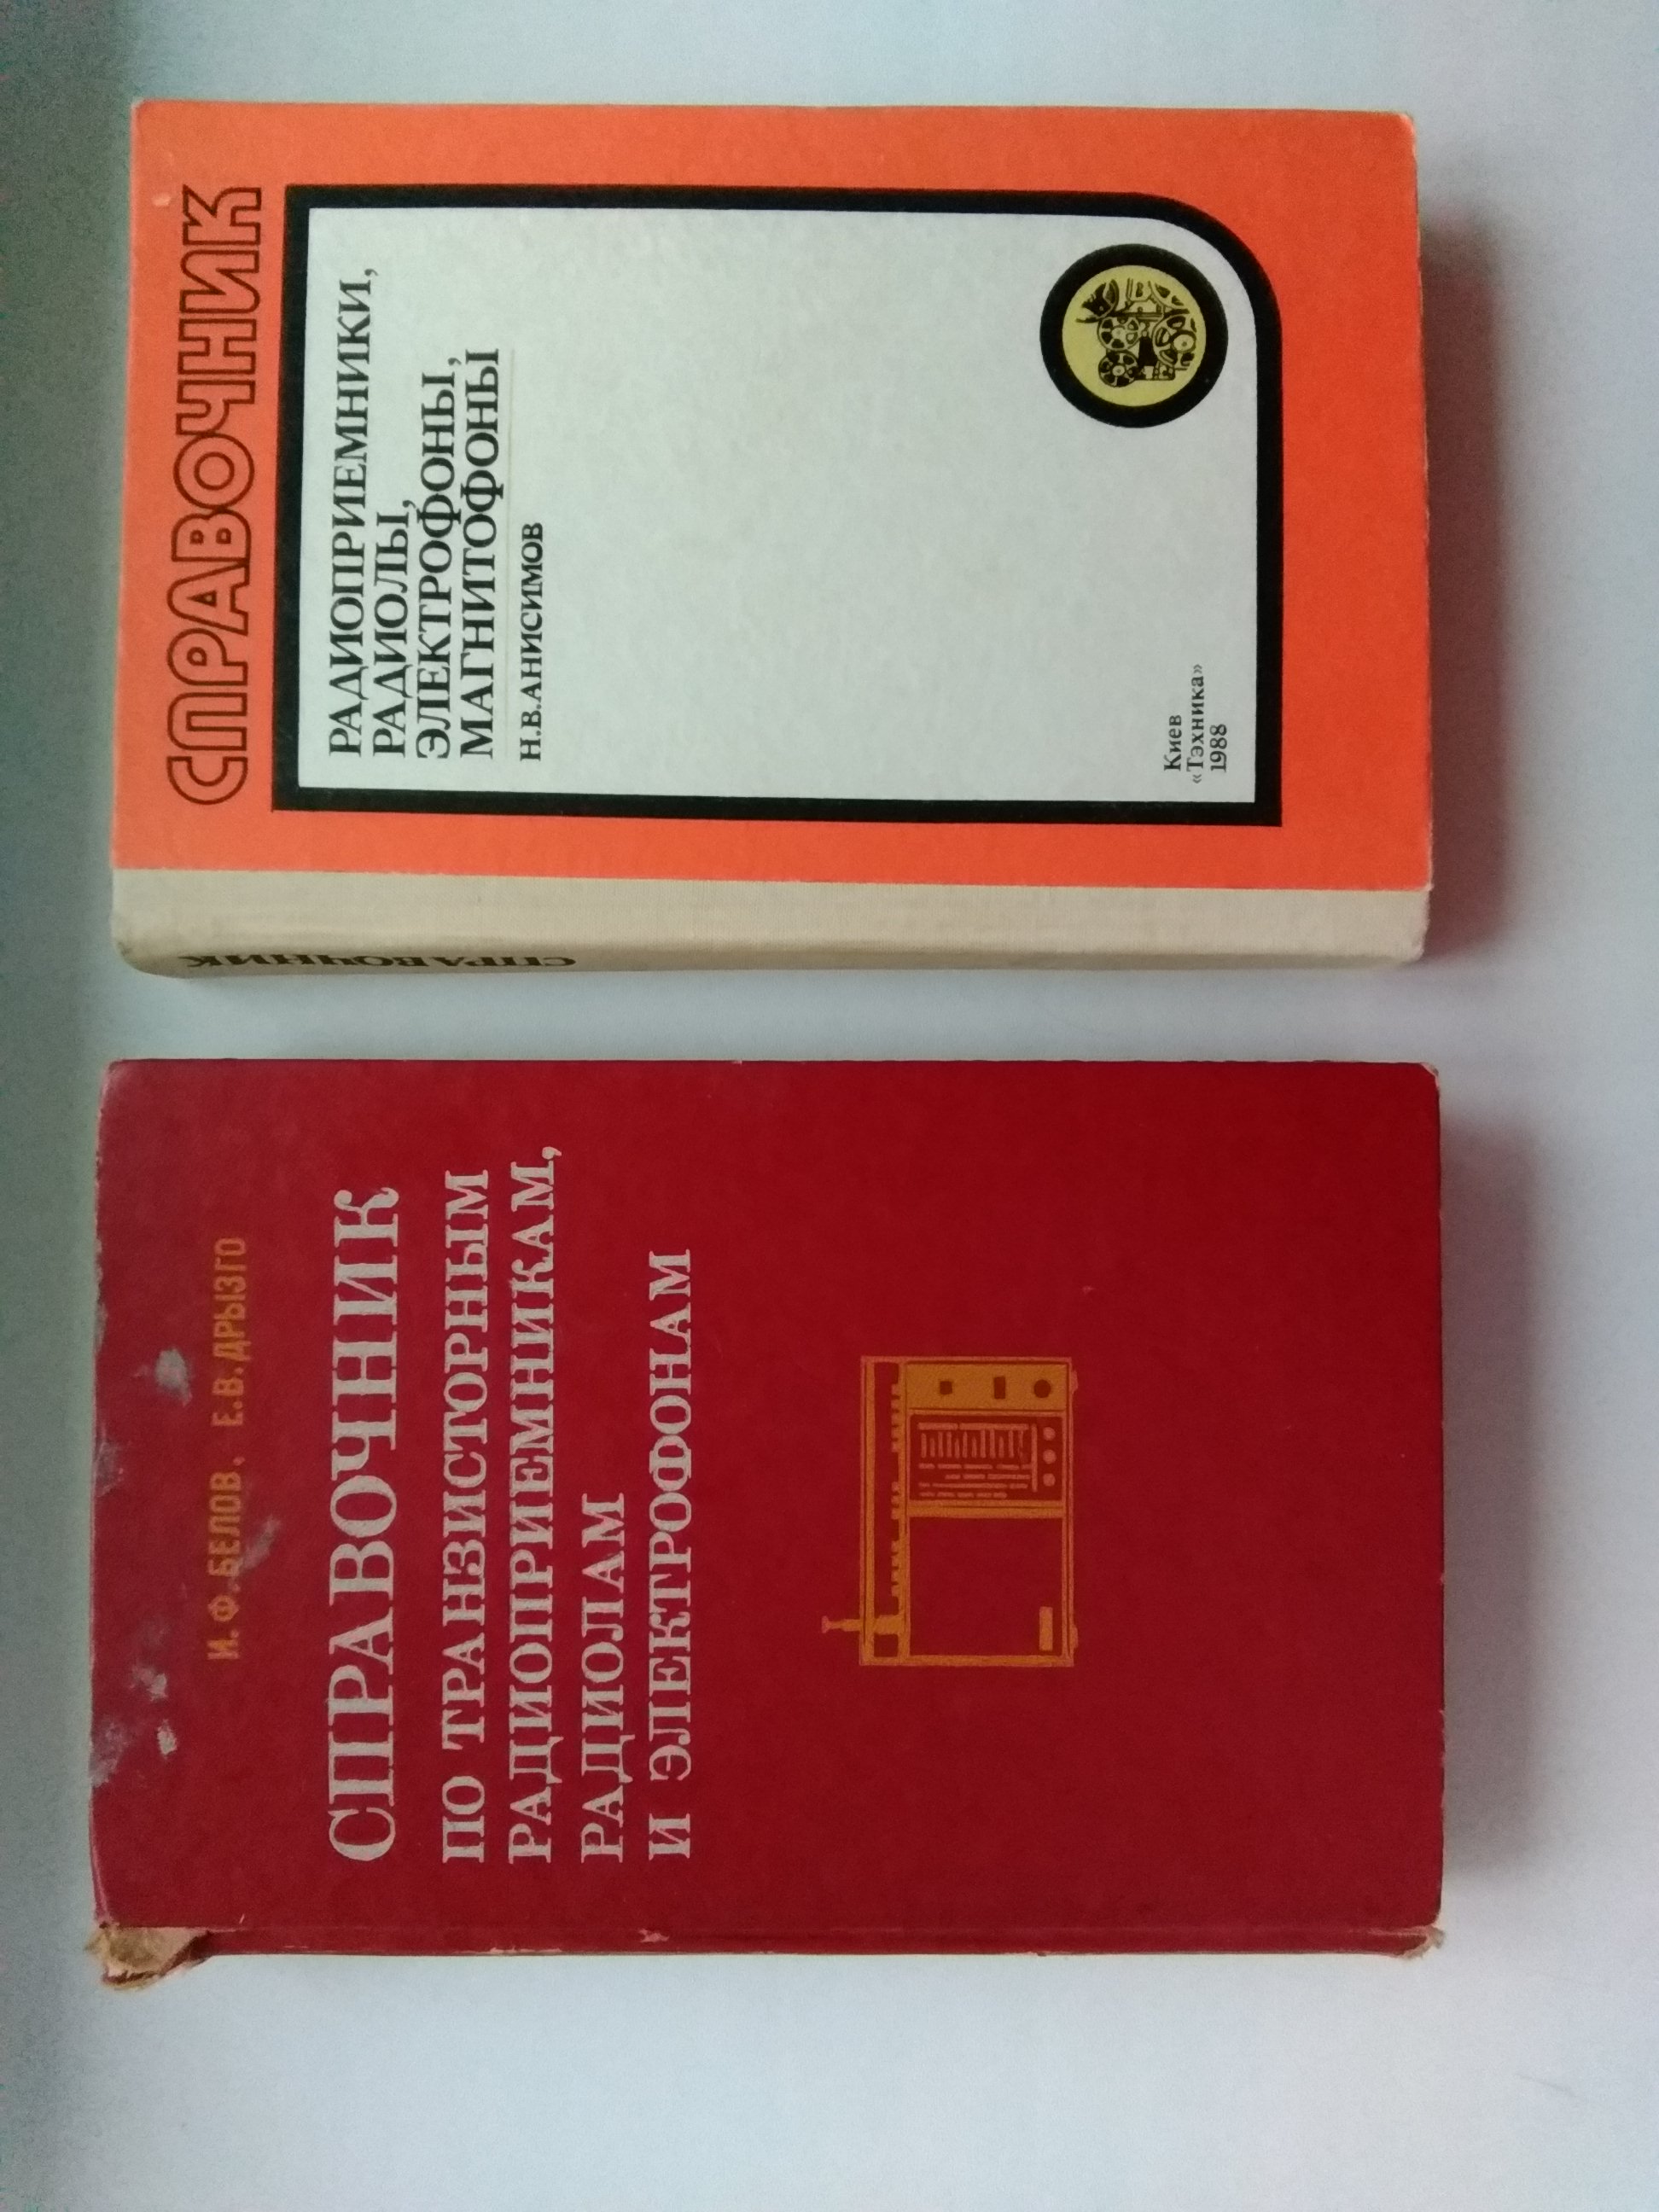 И.Ф.БЕЛОВ, Е.В.ДРЫЗГО
СПРАВОЧНИК
ПО ТРАНЗИСТОРНЫМ
РАДИОПРИЕМНИКАМ,
РАДИОЛАМ
И ЭЛЕКТРОФОНАМ
СПРАВОЧНИК
СПРАВОЧНИК
РАДИОПРИЕМНИКИ,
РАДИОЛЫ,
ЭЛЕКТРОФОНЫ,
МАГНИТОФОНЫ
Н.В.АНИСИМОВ
Киев
«Тэхника»
1988